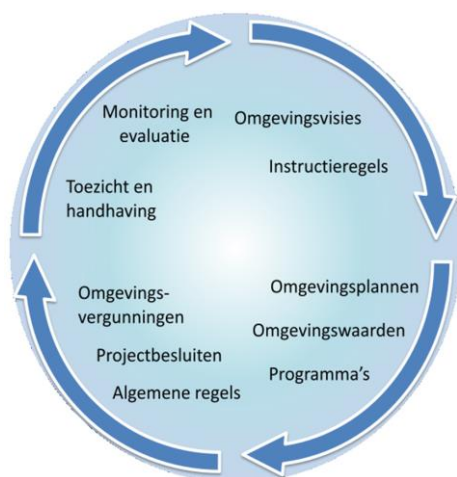 Monitoring en
evaluatie
Omgevingsvisies
Instructieregels
Toezicht en
handhaving
Omgevings-
vergunningen
Projectbesluiten
Algemene regels
Omgevingsplannen
Omgevingswaarden
Programma's